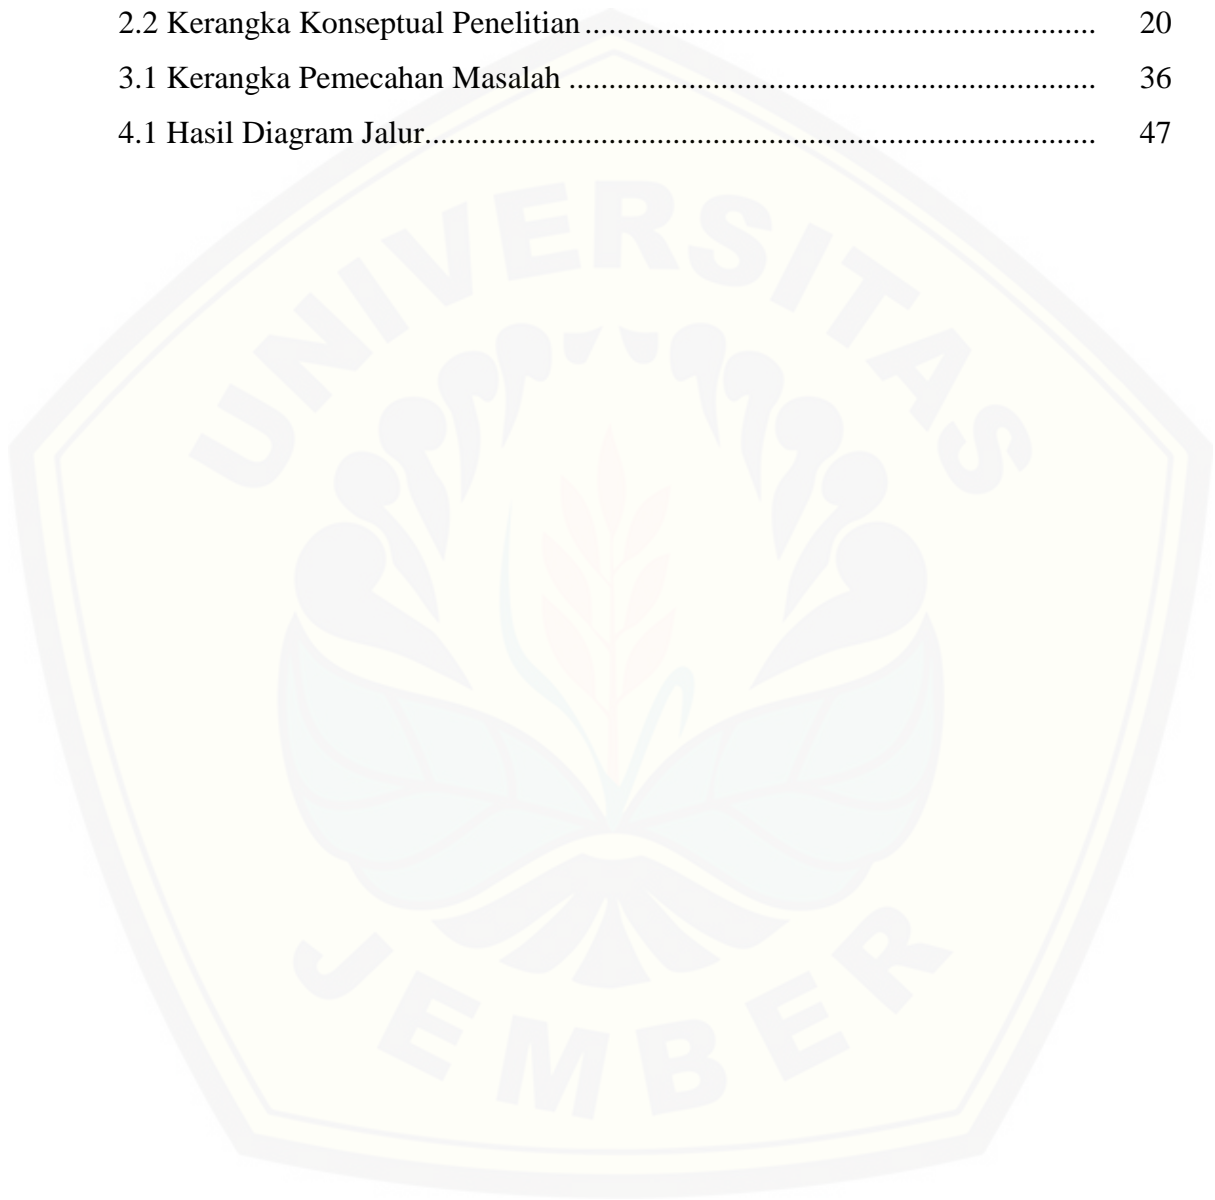 2.2 Kerangka Konseptual Penelitian ................................................................ 20
3.1 Kerangka Pemecahan Masalah .................................................................. 36
4.1 Hasil Diagram Jalur.................................................................................... 47
UNIVERSITAS
JEMBER